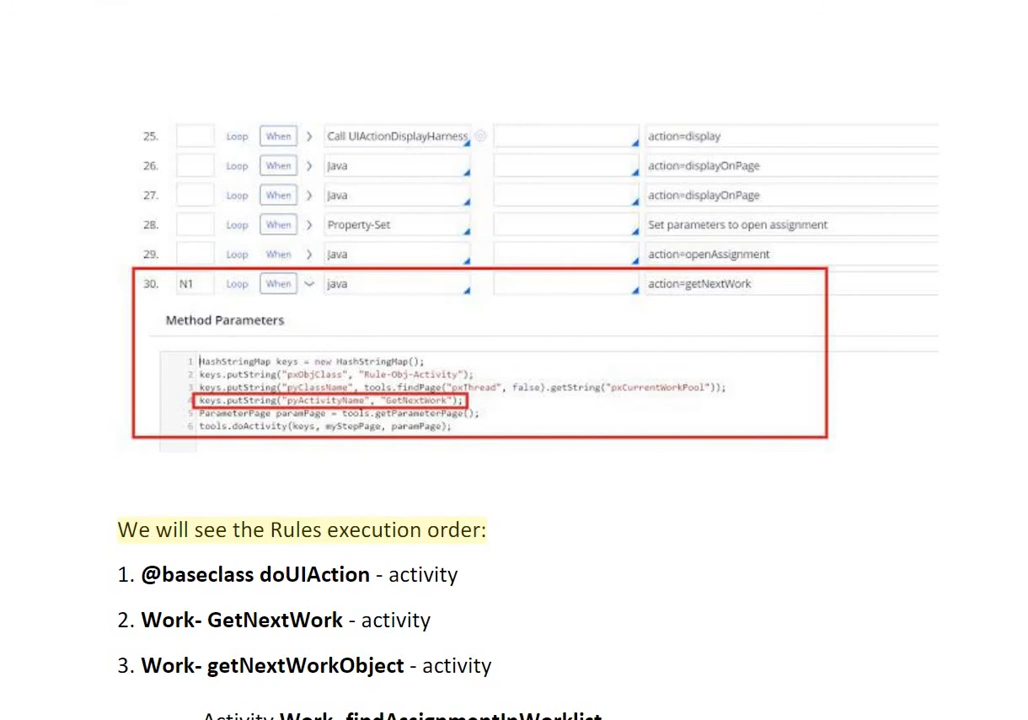 25. Loop When Call UIActionDisplayHarness action=display
26. Loop When Java action=displayOnPage
27. Loop When Java action=displayOnPage
28. Loop When Property-Set Set parameters to open assignment
29. Loop When Java action=openAssignment
30. N1 Loop When java action=getNextWork
Method Parameters
1 HashStringMap keys = new HashStringMap();
2 keys.putString("pxObjClass", "Rule-Obj-Activity");
3 keys.putString("pyClassName", tools.findPage("pxThread", false).getString("pxCurrentWorkPool"));
4 keys.putString("pyActivityName", "GetNextWork");
5 ParameterPage paramPage = tools.getParameterPage();
6 tools.doActivity(keys, myStepPage, paramPage);
We will see the Rules execution order:
1. @baseclass doUIAction - activity
2. Work- GetNextWork - activity
3. Work- getNextWorkObject - activity
Activity Work- findAssignmentInWorklist